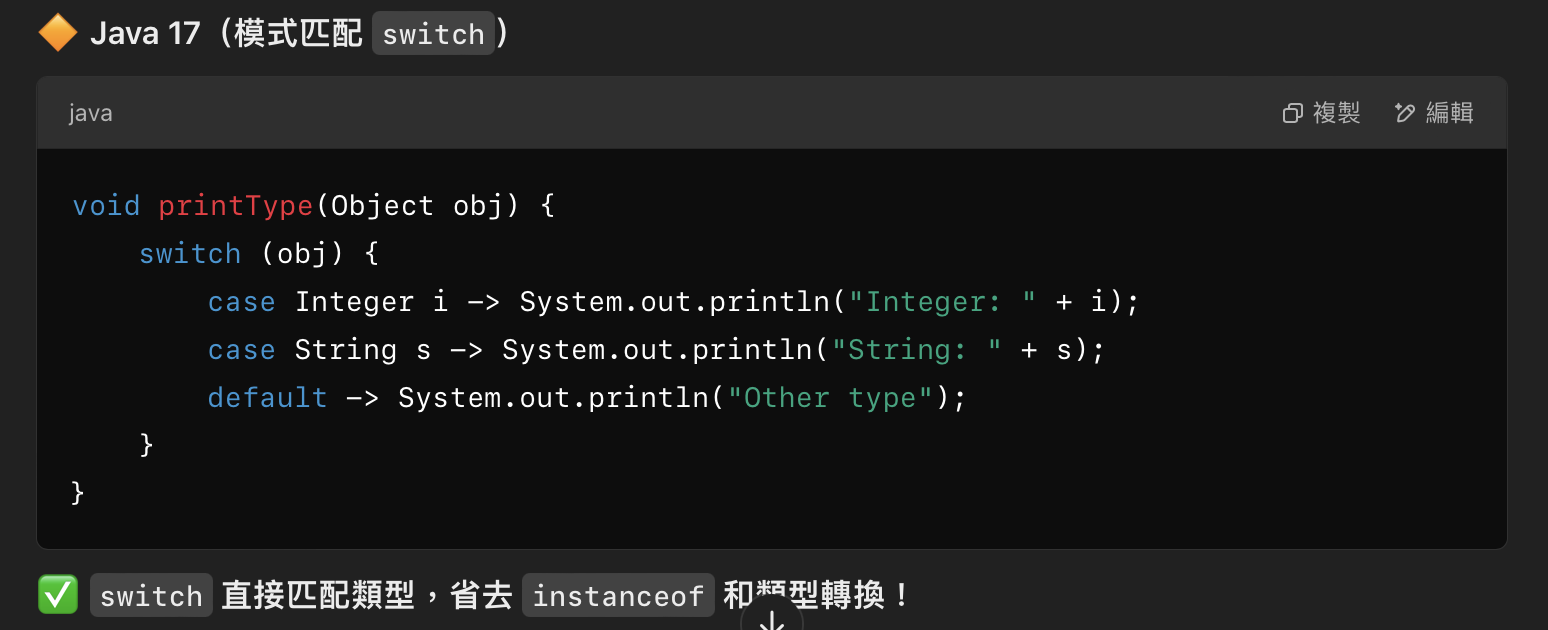 🔶 Java 17（模式匹配 switch）
java 複製 編輯
void printType(Object obj) {
    switch (obj) {
        case Integer i -> System.out.println("Integer: " + i);
        case String s -> System.out.println("String: " + s);
        default -> System.out.println("Other type");
    }
}
✅ switch 直接匹配類型，省去 instanceof 和類型轉換！